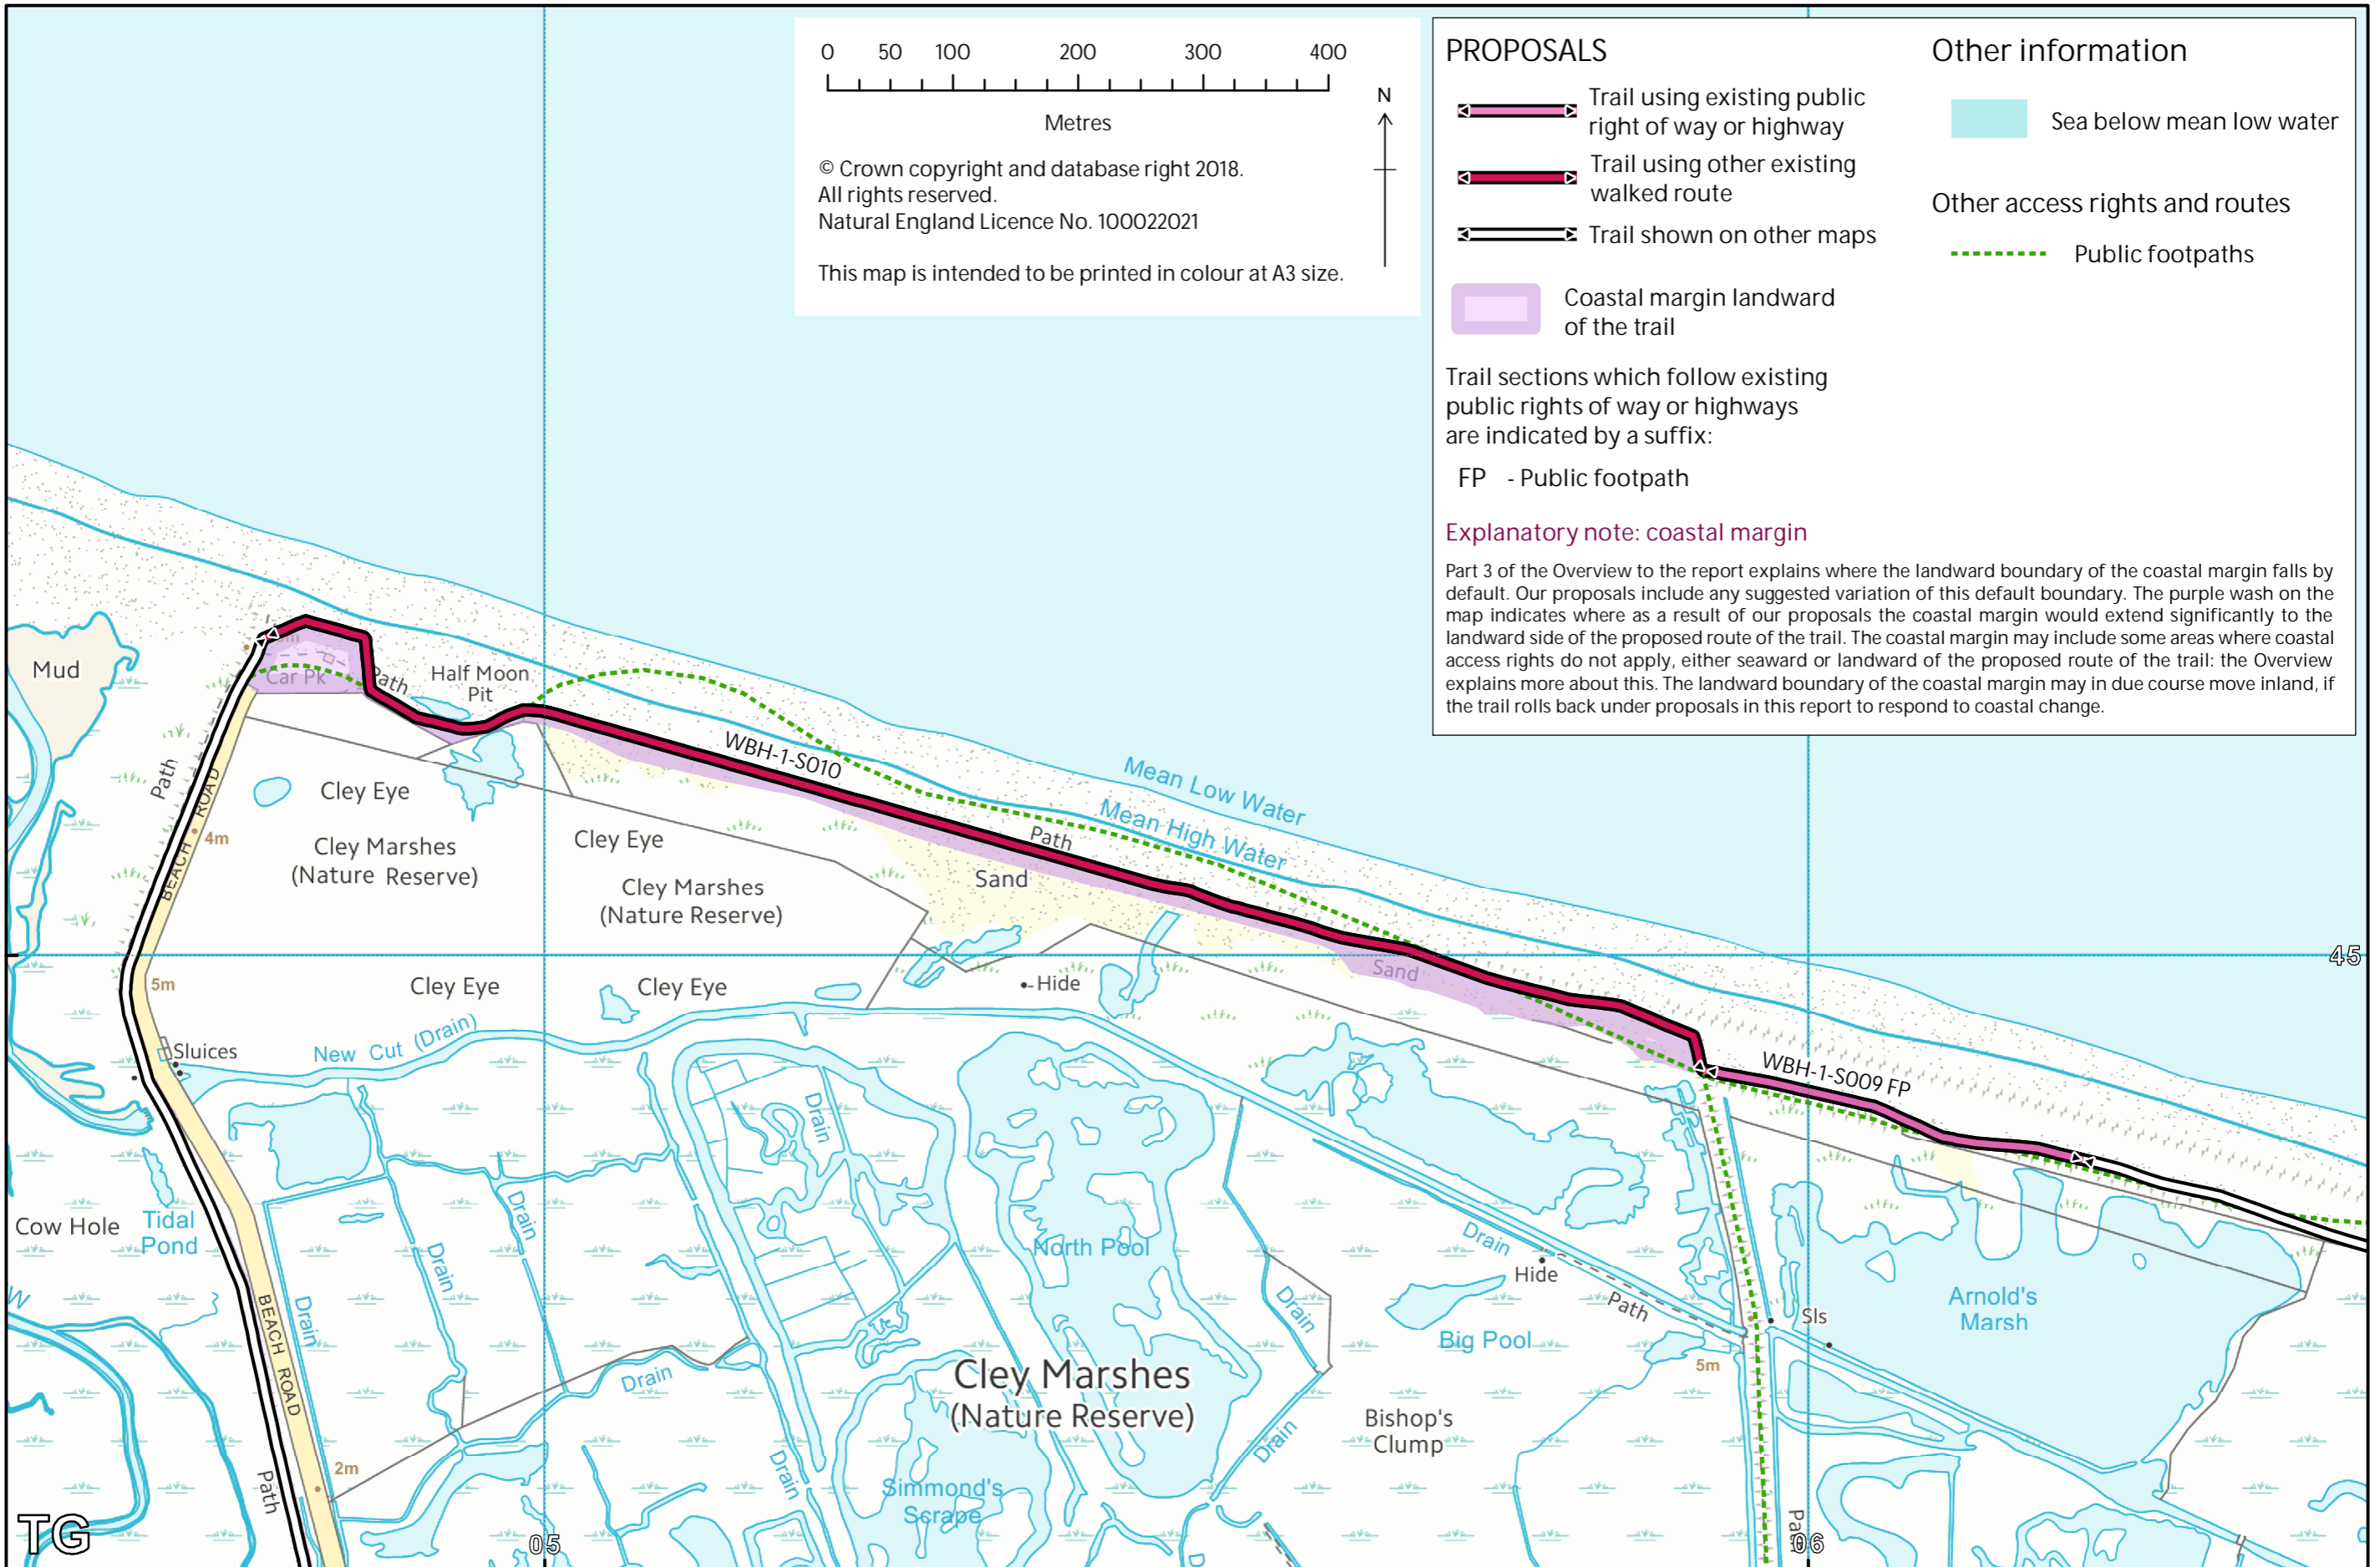 0 50 100 200 300 400
Metres
© Crown copyright and database right 2018.
All rights reserved.
Natural England Licence No. 100022021
This map is intended to be printed in colour at A3 size.
N
PROPOSALS
Trail using existing public
right of way or highway
Trail using other existing
walked route
Trail shown on other maps
Coastal margin landward
of the trail
Trail sections which follow existing
public rights of way or highways
are indicated by a suffix:
FP - Public footpath
Other information
Sea below mean low water
Other access rights and routes
Public footpaths
Explanatory note: coastal margin
Part 3 of the Overview to the report explains where the landward boundary of the coastal margin falls by
default. Our proposals include any suggested variation of this default boundary. The purple wash on the
map indicates where as a result of our proposals the coastal margin would extend significantly to the
landward side of the proposed route of the trail. The coastal margin may include some areas where coastal
access rights do not apply, either seaward or landward of the proposed route of the trail: the Overview
explains more about this. The landward boundary of the coastal margin may in due course move inland, if
the trail rolls back under proposals in this report to respond to coastal change.
Mud
Car Pk
Path
Half Moon
Pit
WBH-1-S010
Mean Low Water
Mean High Water
Path
Path
BEACH ROAD
4m
Cley Eye
Cley Marshes
(Nature Reserve)
Cley Eye
Cley Marshes
(Nature Reserve)
Sand
Sand
45
5m
Cley Eye
Cley Eye
Hide
Sluices
New Cut (Drain)
WBH-1-S009 FP
Drain
Cow Hole
Tidal
Pond
Drain
Drain
Drain
North Pool
Drain
Hide
Path
Drain
Big Pool
Sls
5m
Arnold's
Marsh
W
BEACH ROAD
Drain
Cley Marshes
(Nature Reserve)
Bishop's
Clump
Drain
Drain
2m
Path
Simmond's
Scrape
Path
TG
05
06
D